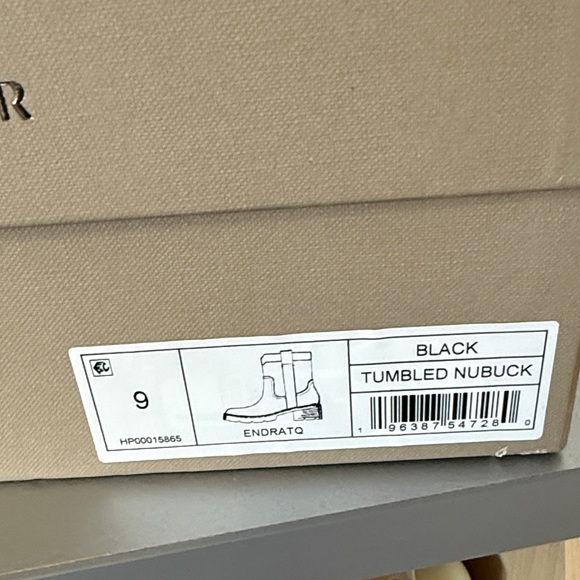 R
9
HP00015865
ENDRATQ
BLACK
TUMBLED NUBUCK
1 96387 54728 0